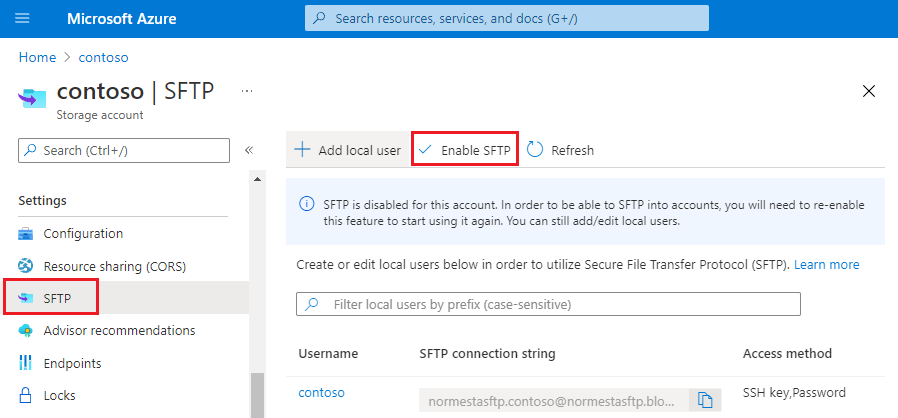 Microsoft Azure
Search resources, services, and docs (G+/)
Home > contoso
contoso | SFTP ...
Storage account
Search (Ctrl+/) «
Add local user Enable SFTP Refresh
SFTP is disabled for this account. In order to be able to SFTP into accounts, you will need to re-enable
this feature to start using it again. You can still add/edit local users.
Settings
Configuration
Resource sharing (CORS)
SFTP
Advisor recommendations
Endpoints
Locks
Create or edit local users below in order to utilize Secure File Transfer Protocol (SFTP). Learn more
Filter local users by prefix (case-sensitive)
Username SFTP connection string Access method
contoso normestasftp.contoso@normestasftp.blo... SSH key,Password